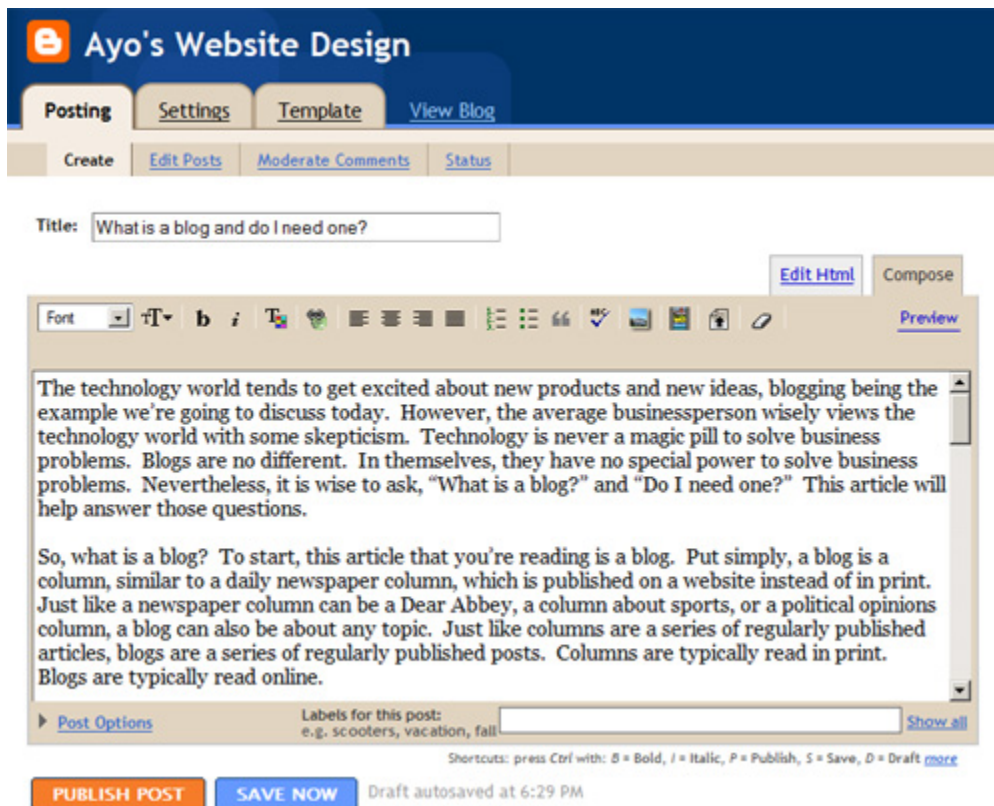 Ayo's Website Design
Posting Settings Template View Blog
Create Edit Posts Moderate Comments Status
Title: What is a blog and do I need one?
Edit Html Compose
Font Preview
The technology world tends to get excited about new products and new ideas, blogging being the
example we're going to discuss today. However, the average businessperson wisely views the
technology world with some skepticism. Technology is never a magic pill to solve business
problems. Blogs are no different. In themselves, they have no special power to solve business
problems. Nevertheless, it is wise to ask, “What is a blog?” and “Do I need one?” This article will
help answer those questions.
So, what is a blog? To start, this article that you're reading is a blog. Put simply, a blog is a
column, similar to a daily newspaper column, which is published on a website instead of in print.
Just like a newspaper column can be a Dear Abbey, a column about sports, or a political opinions
column, a blog can also be about any topic. Just like columns are a series of regularly published
articles, blogs are a series of regularly published posts. Columns are typically read in print.
Blogs are typically read online.
Post Options Labels for this post: Show all
e.g. scooters, vacation, fall
Shortcuts: press Ctrl with: B = Bold, I = Italic, P = Publish, S = Save, D = Draft more
PUBLISH POST SAVE NOW Draft autosaved at 6:29 PM